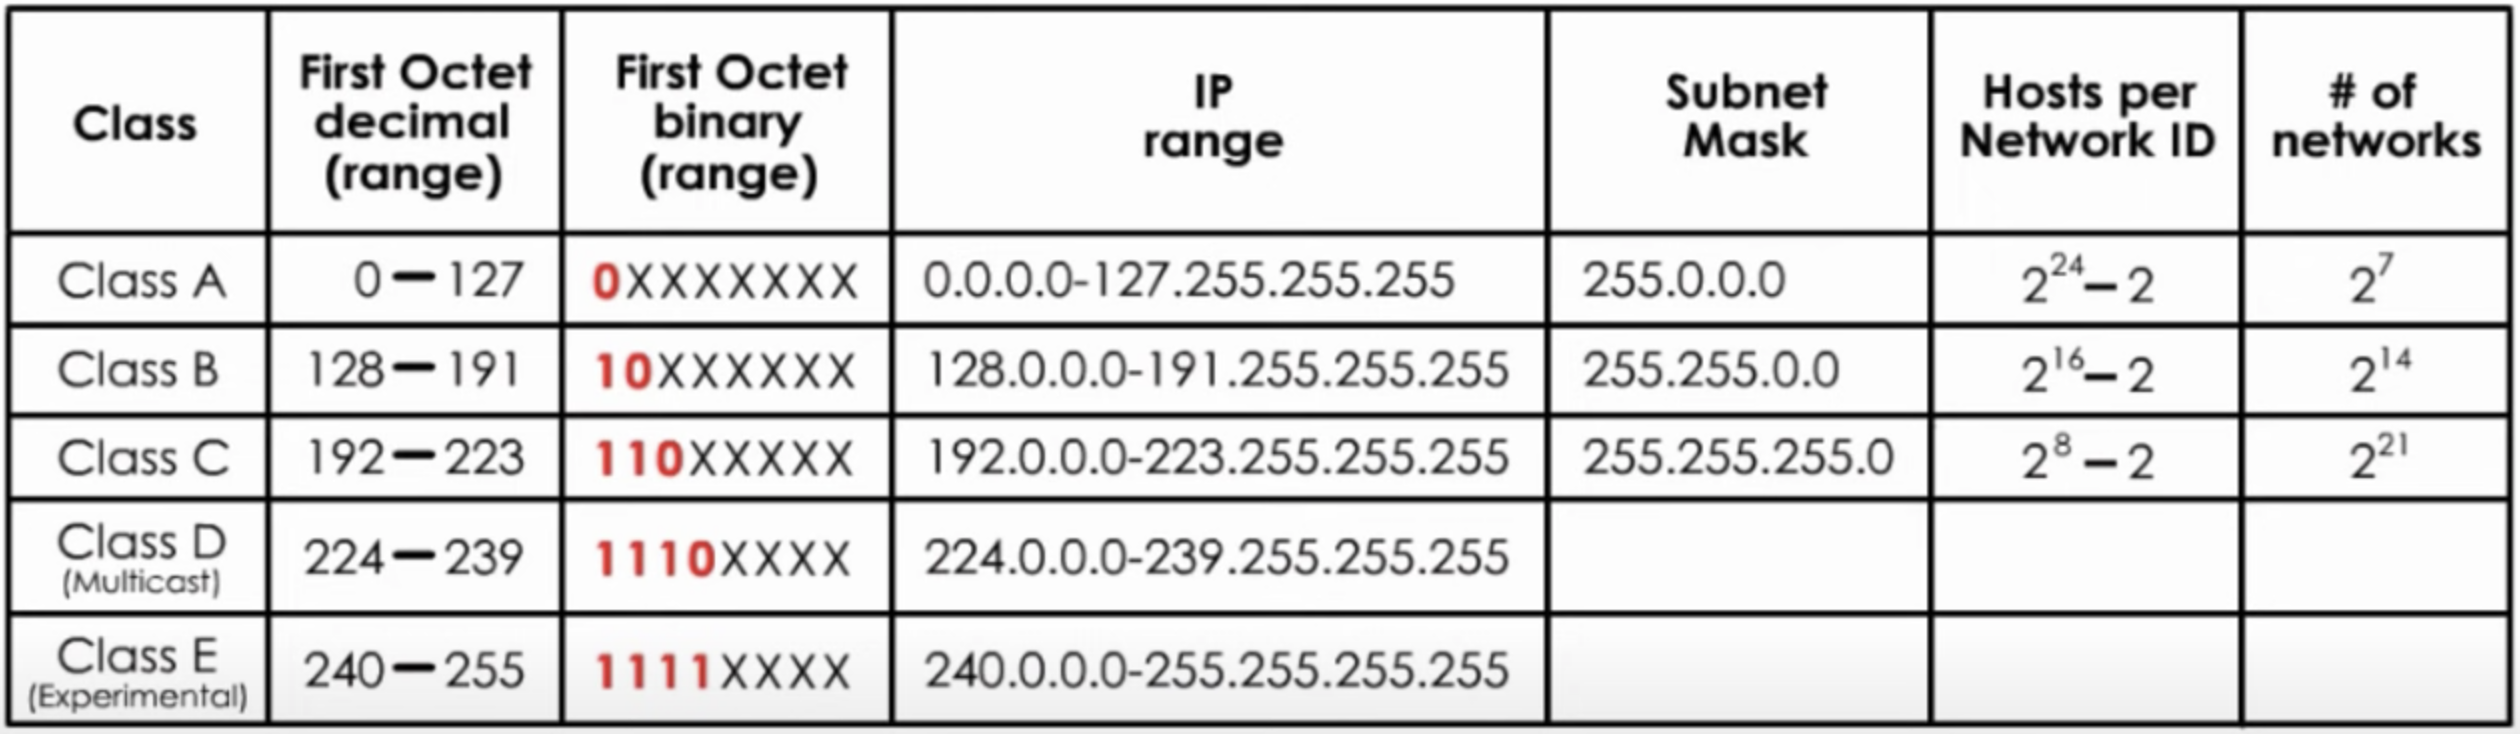 Class | First Octet decimal (range) | First Octet binary (range) | IP range | Subnet Mask | Hosts per Network ID | # of networks
Class A | 0–127 | 0XXXXXXX | 0.0.0.0-127.255.255.255 | 255.0.0.0 | 2^24–2 | 2^7
Class B | 128–191 | 10XXXXXX | 128.0.0.0-191.255.255.255 | 255.255.0.0 | 2^16–2 | 2^14
Class C | 192–223 | 110XXXXX | 192.0.0.0-223.255.255.255 | 255.255.255.0 | 2^8–2 | 2^21
Class D (Multicast) | 224–239 | 1110XXXX | 224.0.0.0-239.255.255.255
Class E (Experimental) | 240–255 | 1111XXXX | 240.0.0.0-255.255.255.255